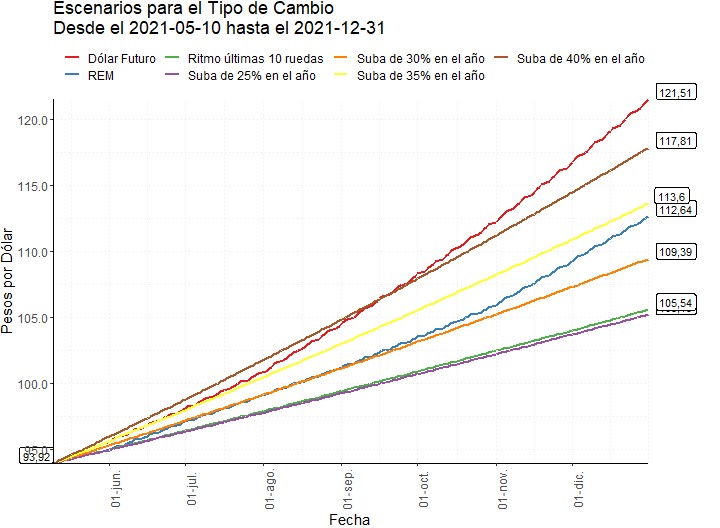 Escenarios para el Tipo de Cambio
Desde el 2021-05-10 hasta el 2021-12-31
Dólar Futuro
Ritmo últimas 10 ruedas
Suba de 30% en el año
Suba de 40% en el año
REM
Suba de 25% en el año
Suba de 35% en el año
121,51
120.0
117,81
115.0
113,6
112,64
110.0
109,39
105,54
105.0
100.0
95.0
93,92
Pesos por Dólar
01-jun.
01-jul.
01-ago.
01-sep.
01-oct.
01-nov.
01-dic.
Fecha